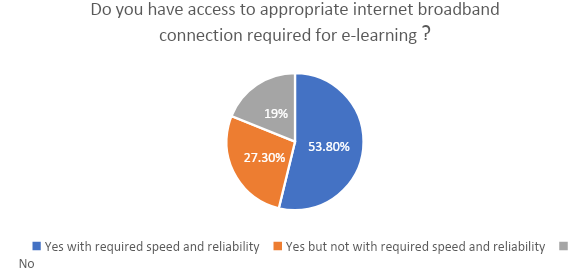 Do you have access to appropriate internet broadband
connection required for e-learning ?
19%
53.80%
27.30%
Yes with required speed and reliability Yes but not with required speed and reliability
No